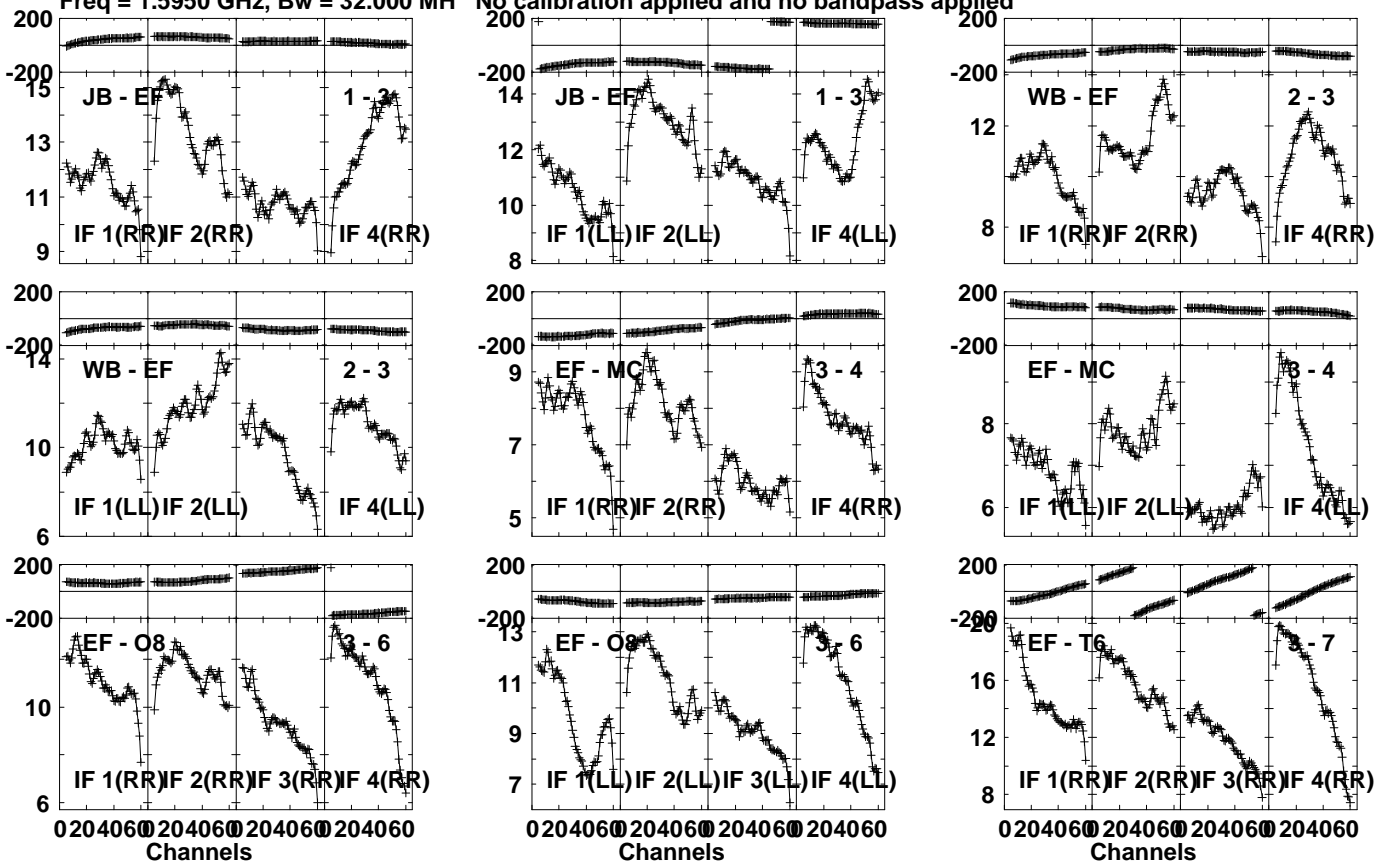 Freq = 1.5950 GHz, Bw = 32.000 MH No calibration applied and no bandpass applied
200 200 200
-200 -200 -200
15 JB - EF 1 - 3 14 JB - EF 1 - 3 WB - EF 2 - 3
13 12 12
11 10 8
9 8
IF 1(RR) IF 2(RR) IF 4(RR) IF 1(LL) IF 2(LL) IF 4(LL) IF 1(RR) IF 2(RR) IF 4(RR)
200 200 200
-200 -200 -200
14 WB - EF 2 - 3 9 EF - MC 3 - 4 EF - MC 3 - 4
10 7 8
6 5 6
IF 1(LL) IF 2(LL) IF 4(LL) IF 1(RR) IF 2(RR) IF 4(RR) IF 1(LL) IF 2(LL) IF 4(LL)
200 200 200
-200 -200 -200
EF - O8 3 - 6 13 EF - O8 3 - 6 20 EF - T6 3 - 7
10 11 16
6 9 12
7 8
IF 1(RR) IF 2(RR) IF 3(RR) IF 4(RR) IF 1(LL) IF 2(LL) IF 3(LL) IF 4(LL) IF 1(RR) IF 2(RR) IF 3(RR) IF 4(RR)
0 20 40 60 0 20 40 60 0 20 40 60 0 20 40 60 0 20 40 60 0 20 40 60 0 20 40 60 0 20 40 60 0 20 40 60 0 20 40 60 0 20 40 60 0 20 40 60
Channels Channels Channels